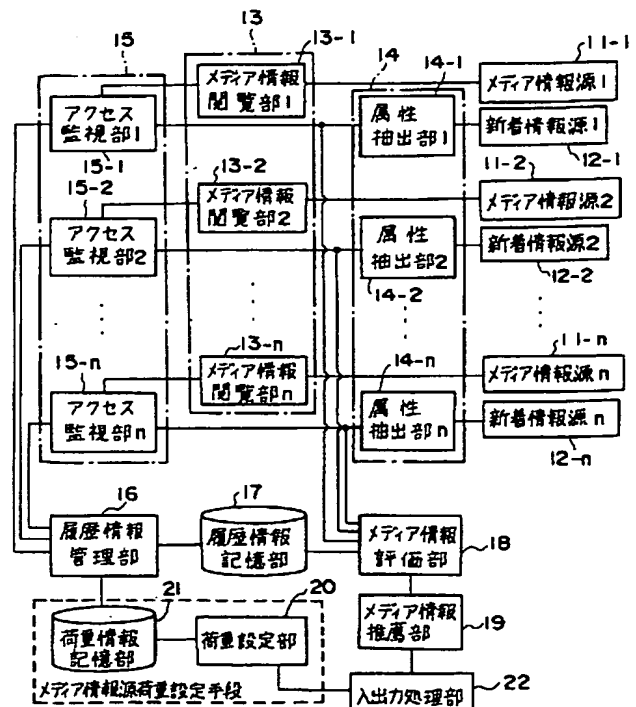 13
15
13-1
14
14-1
11-1
メディア情報
閲覧部1
メディア情報源1
アクセス
監視部1
属性
抽出部1
新着情報源1
15-1
15-2
13-2
11-2
12-1
メディア情報
閲覧部2
メディア情報源2
アクセス
監視部2
属性
抽出部2
新着情報源2
14-2
12-2
13-n
14-n
11-n
15-n
メディア情報
閲覧部n
メディア情報源n
アクセス
監視部n
属性
抽出部n
新着情報源n
12-n
16
17
履歴情報
管理部
履歴情報
記憶部
メディア情報
評価部
18
21
20
荷重情報
記憶部
荷重設定部
メディア情報
推薦部
19
メディア情報源荷重設定手段
入出力処理部
22